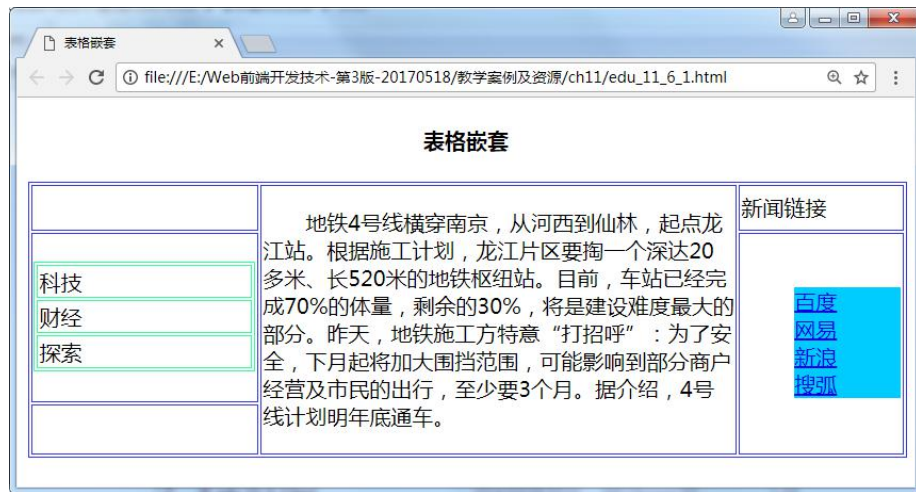 表格嵌套
file:///E:/Web前端开发技术-第3版-20170518/教学案例及资源/ch11/edu_11_6_1.html
表格嵌套
科技
财经
探索
地铁4号线横穿南京，从河西到仙林，起点龙
江站。根据施工计划，龙江片区要掏一个深达20
多米、长520米的地铁枢纽站。目前，车站已经完
成70%的体量，剩余的30%，将是建设难度最大的
部分。昨天，地铁施工方特意“打招呼”：为了安
全，下月起将加大围挡范围，可能影响到部分商户
经营及市民的出行，至少要3个月。据介绍，4号
线计划明年底通车。
新闻链接
百度
网易
新浪
搜弧